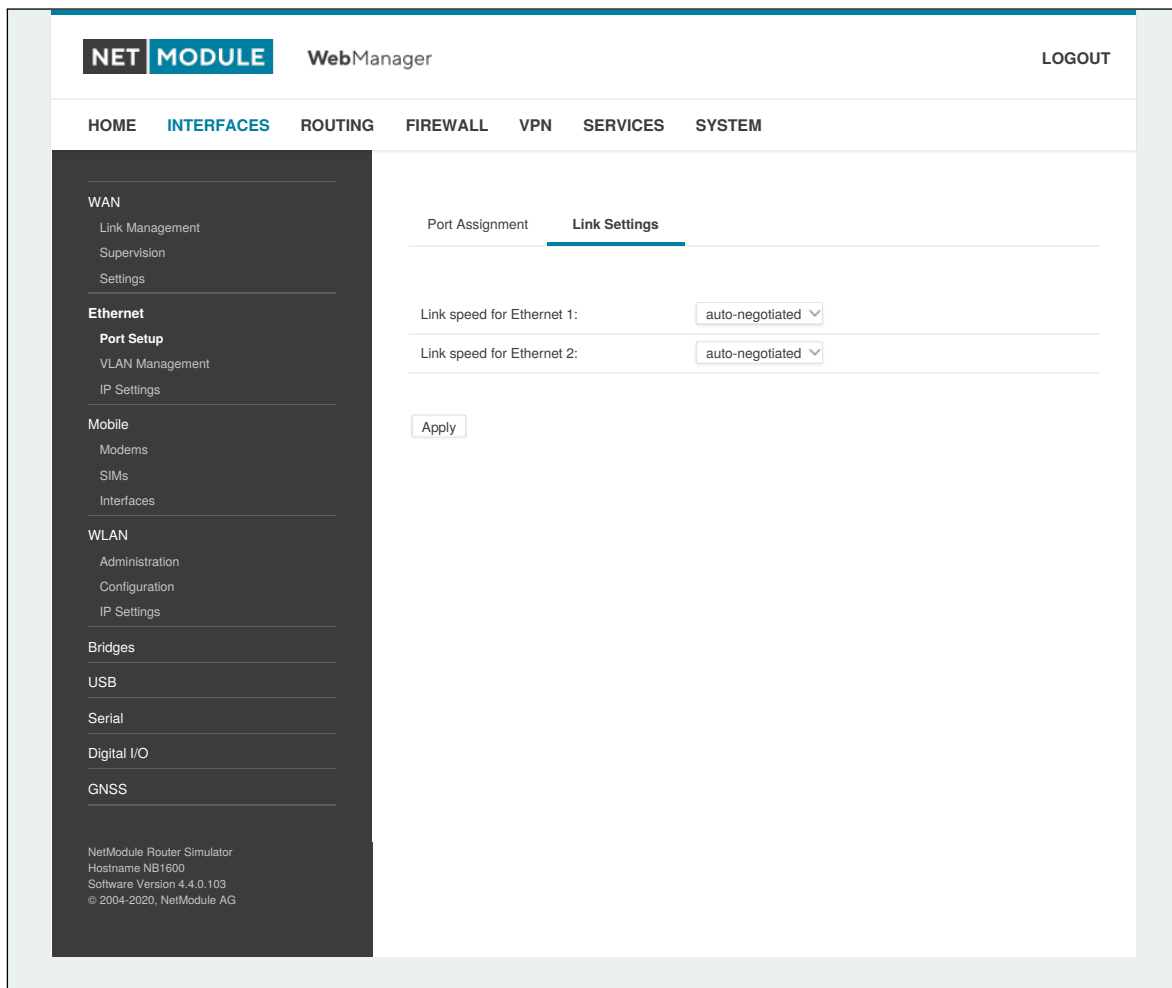 NET MODULE WebManager LOGOUT
HOME INTERFACES ROUTING FIREWALL VPN SERVICES SYSTEM
WAN
Link Management
Supervision
Settings
Ethernet
Port Setup
VLAN Management
IP Settings
Mobile
Modems
SIMs
Interfaces
WLAN
Administration
Configuration
IP Settings
Bridges
USB
Serial
Digital I/O
GNSS
NetModule Router Simulator
Hostname NB1600
Software Version 4.4.0.103
© 2004-2020, NetModule AG
Port Assignment Link Settings
Link speed for Ethernet 1: auto-negotiated
Link speed for Ethernet 2: auto-negotiated
Apply